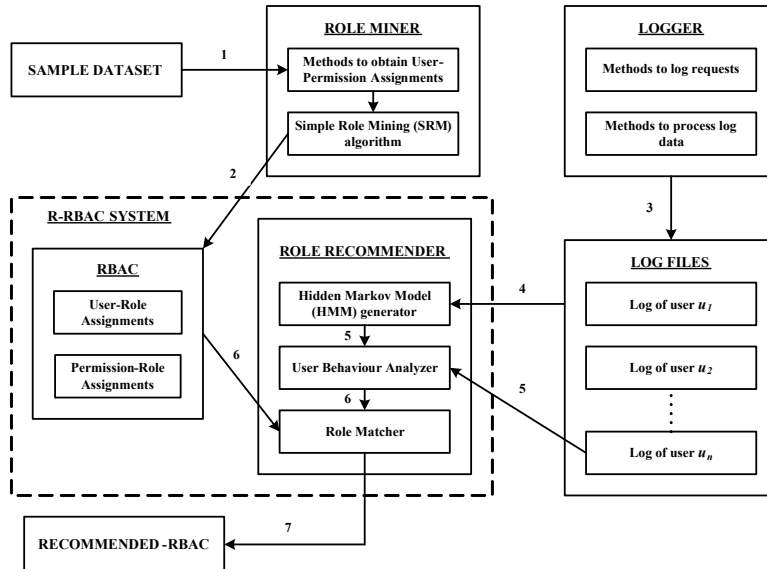 ROLE MINER
LOGGER
1
SAMPLE DATASET
Methods to obtain User-
Permission Assignments
Methods to log requests
Simple Role Mining (SRM)
algorithm
Methods to process log
data
2
3
R-RBAC SYSTEM
ROLE RECOMMENDER
RBAC
LOG FILES
User-Role
Assignments
Hidden Markov Model
(HMM) generator
4
Log of user u1
5
Permission-Role
Assignments
6
User Behaviour Analyzer
Log of user u2
6
5
Role Matcher
Log of user un
7
RECOMMENDED -RBAC